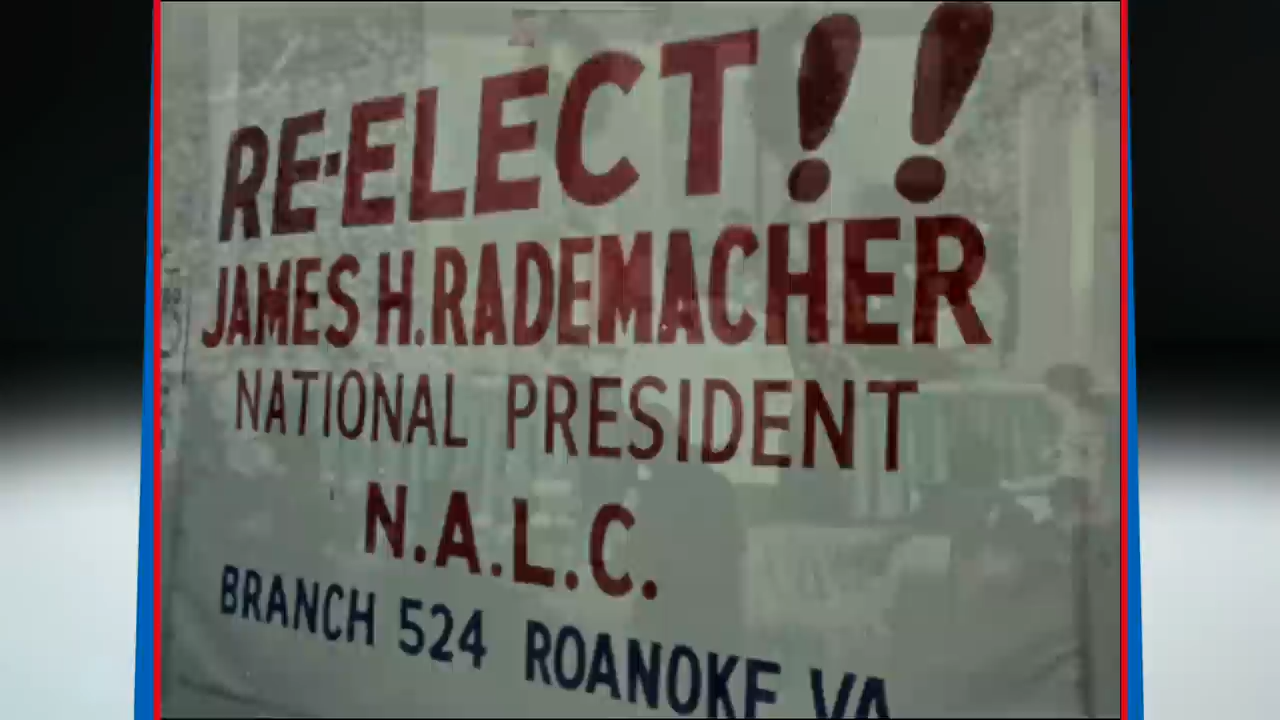 RE-ELECT!!
JAMES H. RADEMACHER
NATIONAL PRESIDENT
N.A.L.C.
BRANCH 524 ROANOKE VA